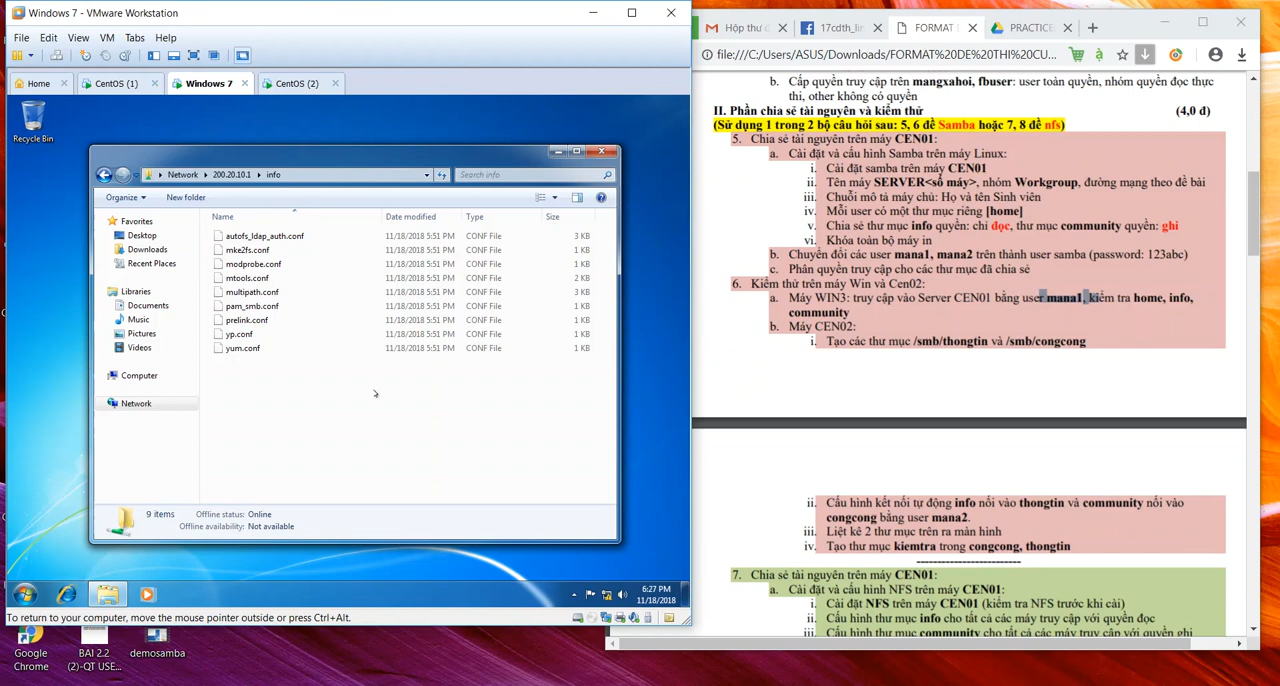 Windows 7 - VMware Workstation
File Edit View VM Tabs Help
Home CentOS (1) Windows 7 CentOS (2)
Recycle Bin
Network 200.20.10.1 info
Search info
Organize New folder
Favorites
Desktop
Downloads
Recent Places
Libraries
Documents
Music
Pictures
Videos
Computer
Network
Name Date modified Type Size
autofs_ldap_auth.conf 11/18/2018 5:51 PM CONF File 3 KB
mke2fs.conf 11/18/2018 5:51 PM CONF File 1 KB
modprobe.conf 11/18/2018 5:51 PM CONF File 1 KB
mtools.conf 11/18/2018 5:51 PM CONF File 2 KB
multipath.conf 11/18/2018 5:51 PM CONF File 3 KB
pam_smb.conf 11/18/2018 5:51 PM CONF File 1 KB
prelink.conf 11/18/2018 5:51 PM CONF File 1 KB
yp.conf 11/18/2018 5:51 PM CONF File 1 KB
yum.conf 11/18/2018 5:51 PM CONF File 1 KB
9 items Offline status: Online
Offline availability: Not available
6:27 PM
11/18/2018
To return to your computer, move the mouse pointer outside or press Ctrl+Alt.
Google Chrome
BAI 2.2 (2)-QT USE...
demosamba
Hộp thư đ 17cdth_lin FORMAT PRACTICE
file:///C:/Users/ASUS/Downloads/FORMAT%20DE%20THI%20CU...
b. Cấp quyền truy cập trên mangxahoi, fbuser: user toàn quyền, nhóm quyền đọc thực
thi, other không có quyền
II. Phần chia sẻ tài nguyên và kiểm thử (4,0 đ)
(Sử dụng 1 trong 2 bộ câu hỏi sau: 5, 6 đề Samba hoặc 7, 8 đề nfs)
5. Chia sẻ tài nguyên trên máy CEN01:
a. Cài đặt và cấu hình Samba trên máy Linux:
i. Cài đặt samba trên máy CEN01
ii. Tên máy SERVER<số máy>, nhóm Workgroup, đường mạng theo đề bài
iii. Chuỗi mô tả máy chủ: Họ và tên Sinh viên
iv. Mỗi user có một thư mục riêng [home]
v. Chia sẻ thư mục info quyền: chỉ đọc, thư mục community quyền: ghi
vi. Khóa toàn bộ máy in
b. Chuyển đổi các user mana1, mana2 trên thành user samba (password: 123abc)
c. Phân quyền truy cập cho các thư mục đã chia sẻ
6. Kiểm thử trên máy Win và Cen02:
a. Máy WIN3: truy cập vào Server CEN01 bằng user mana1, kiểm tra home, info,
community
b. Máy CEN02:
i. Tạo các thư mục /smb/thongtin và /smb/congcong
ii. Cấu hình kết nối tự động info nối vào thongtin và community nối vào
congcong bằng user mana2.
iii. Liệt kê 2 thư mục trên ra màn hình
iv. Tạo thư mục kiemtra trong congcong, thongtin
-------------------------
7. Chia sẻ tài nguyên trên máy CEN01:
a. Cài đặt và cấu hình NFS trên máy CEN01:
i. Cài đặt NFS trên máy CEN01 (kiểm tra NFS trước khi cài)
ii. Cấu hình thư mục info cho tất cả các máy truy cập với quyền đọc
iii. Cấu hình thư mục community cho tất cả các máy truy cập với quyền ghi